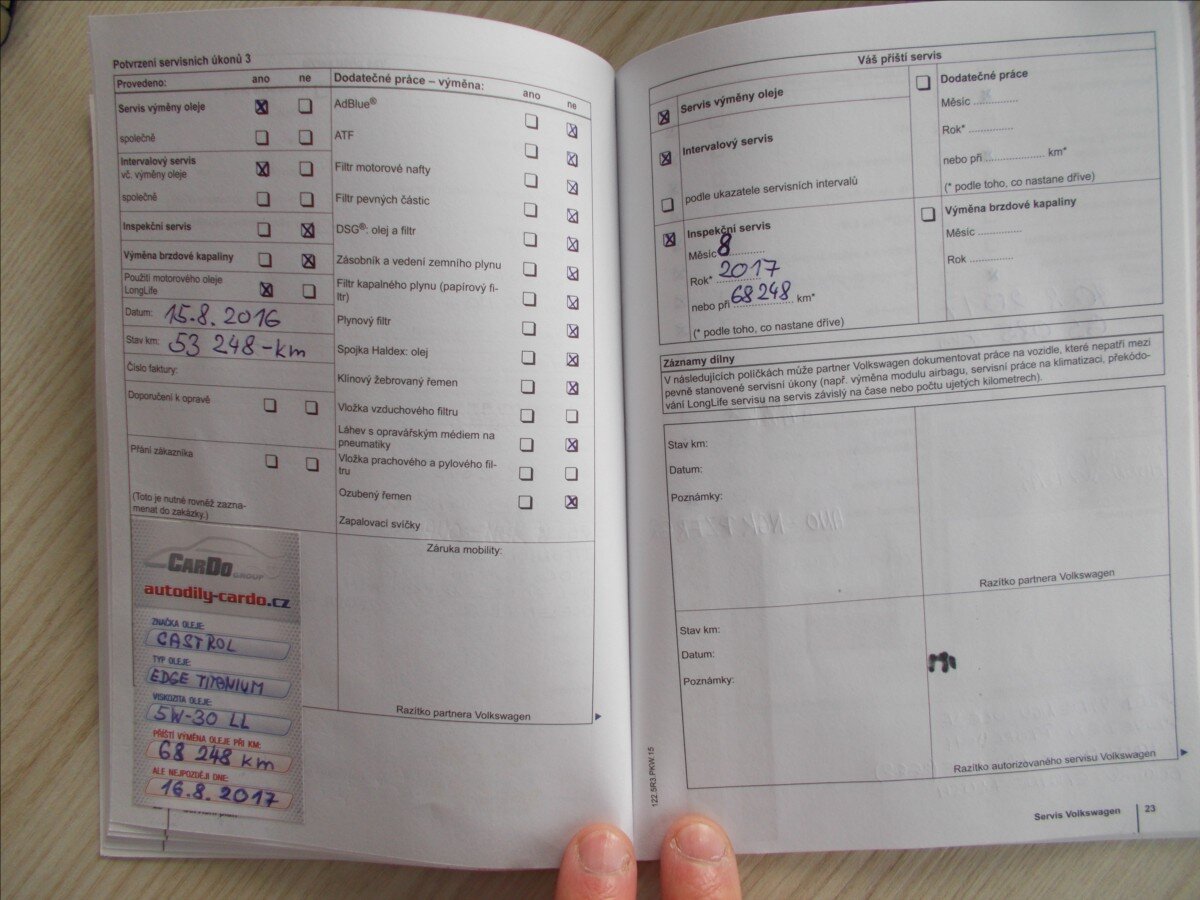 Potvrzení servisních úkonů 3
Provedeno: ano ne
Servis výměny oleje
společně
Intervalový servis
vč. výměny oleje
společně
Inspekční servis
Výměna brzdové kapaliny
Použití motorového oleje
LongLife
Datum: 15.8. 2016
Stav km: 53 248 -km
Číslo faktury:
Doporučení k opravě
Přání zákazníka
(Toto je nutné rovněž zazna-
menat do zakázky.)
Dodatečné práce – výměna: ano ne
AdBlue®
ATF
Filtr motorové nafty
Filtr pevných částic
DSG®: olej a filtr
Zásobník a vedení zemního plynu
Filtr kapalného plynu (papírový fi-
ltr)
Plynový filtr
Spojka Haldex: olej
Klínový žebrovaný řemen
Vložka vzduchového filtru
Láhev s opravářským médiem na
pneumatiky
Vložka prachového a pylového fil-
tru
Ozubený řemen
Zapalovací svíčky
Záruka mobility:
Razítko partnera Volkswagen
CARDO GROUP
autodily-cardo.cz
ZNAČKA OLEJE:
CASTROL
TYP OLEJE:
EDGE TITANIUM
VISKOZITA OLEJE:
5W-30 LL
PŘÍŠTÍ VÝMĚNA OLEJE PŘI KM:
68 248 km
ALE NEJPOZDĚJI DNE:
16.8. 2017
Váš příští servis
Servis výměny oleje
Intervalový servis
podle ukazatele servisních intervalů
Inspekční servis
Měsíc 8
Rok* 2017
nebo při 68 248 km*
(* podle toho, co nastane dříve)
Dodatečné práce
Měsíc ..............
Rok* ..............
nebo při .................. km*
(* podle toho, co nastane dříve)
Výměna brzdové kapaliny
Měsíc ..............
Rok ..............
Záznamy dílny
V následujících políčkách může partner Volkswagen dokumentovat práce na vozidle, které nepatří mezi
pevně stanovené servisní úkony (např. výměna modulu airbagu, servisní práce na klimatizaci, překódo-
vání LongLife servisu na servis závislý na čase nebo počtu ujetých kilometrech).
Stav km:
Datum:
Poznámky:
Razítko partnera Volkswagen
Stav km:
Datum:
Poznámky:
Razítko autorizovaného servisu Volkswagen
122.5R3.PKW.15
Servis Volkswagen 23